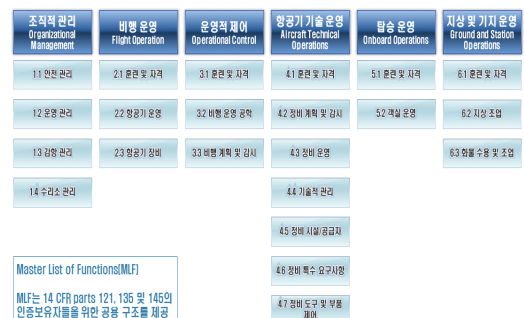 조직적 관리
Organizational
Management
1.1 안전 관리
1.2 운영 관리
1.3 감항 관리
1.4 수리소 관리
비행 운영
Flight Operation
2.1 훈련 및 자격
2.2 항공기 운영
2.3 항공기 장비
운영적 제어
Operational Control
3.1 훈련 및 자격
3.2 비행 운영 공학
3.3 비행 계획 및 감시
항공기 기술 운영
Aircraft Technical
Operations
4.1 훈련 및 자격
4.2 정비 계획 및 감시
4.3 정비 운영
4.4 기술적 관리
4.5 정비 시설/공급자
4.6 정비 특수 요구사항
4.7 정비 도구 및 부품
제어
탑승 운영
Onboard Operations
5.1 훈련 및 자격
5.2 객실 운영
지상 및 기지 운영
Ground and Station
Operations
6.1 훈련 및 자격
6.2 지상 조업
6.3 화물 수용 및 조업
Master List of Functions(MLF)
MLF는 14 CFR parts 121, 135 및 145의
인증보유자들을 위한 공용 구조를 제공